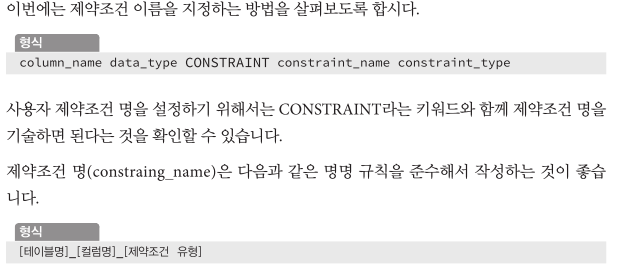 이번에는 제약조건 이름을 지정하는 방법을 살펴보도록 합시다.
형식
column_name data_type CONSTRAINT constraint_name constraint_type
사용자 제약조건 명을 설정하기 위해서는 CONSTRAINT라는 키워드와 함께 제약조건 명을
기술하면 된다는 것을 확인할 수 있습니다.
제약조건 명(constraing_name)은 다음과 같은 명명 규칙을 준수해서 작성하는 것이 좋습
니다.
형식
[테이블명]_[컬럼명]_[제약조건 유형]